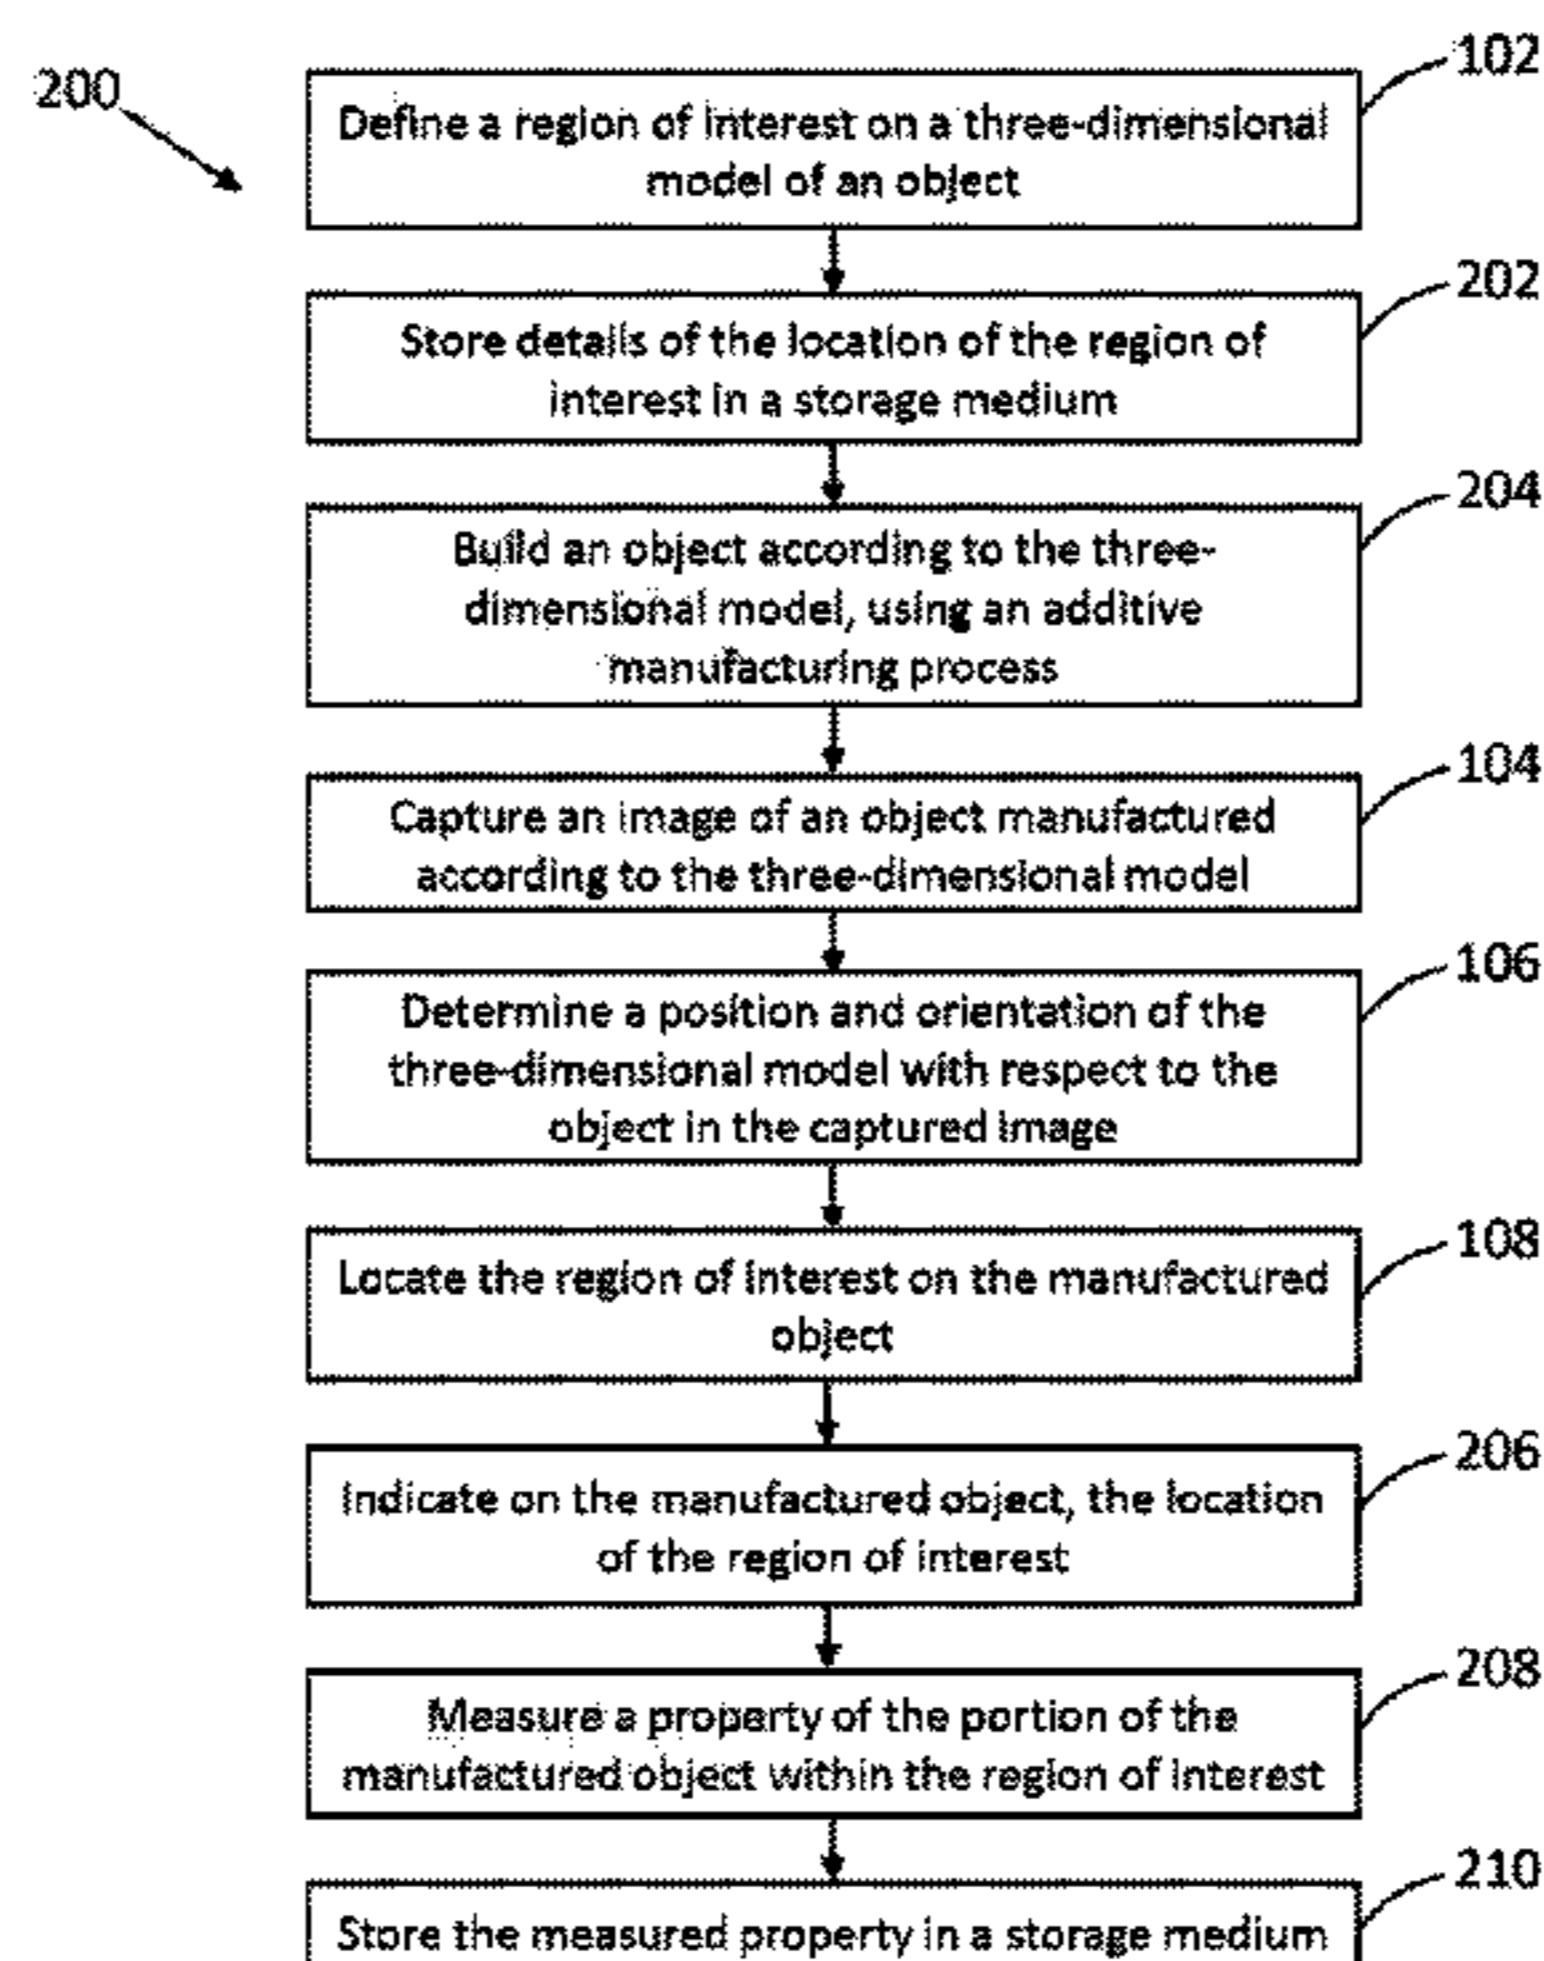 200
102
Define a region of interest on a three-dimensional
model of an object
202
Store details of the location of the region of
interest in a storage medium
204
Build an object according to the three-
dimensional model, using an additive
manufacturing process
104
Capture an image of an object manufactured
according to the three-dimensional model
106
Determine a position and orientation of the
three-dimensional model with respect to the
object in the captured image
108
Locate the region of interest on the manufactured
object
206
Indicate on the manufactured object, the location
of the region of interest
208
Measure a property of the portion of the
manufactured object within the region of interest
210
Store the measured property in a storage medium